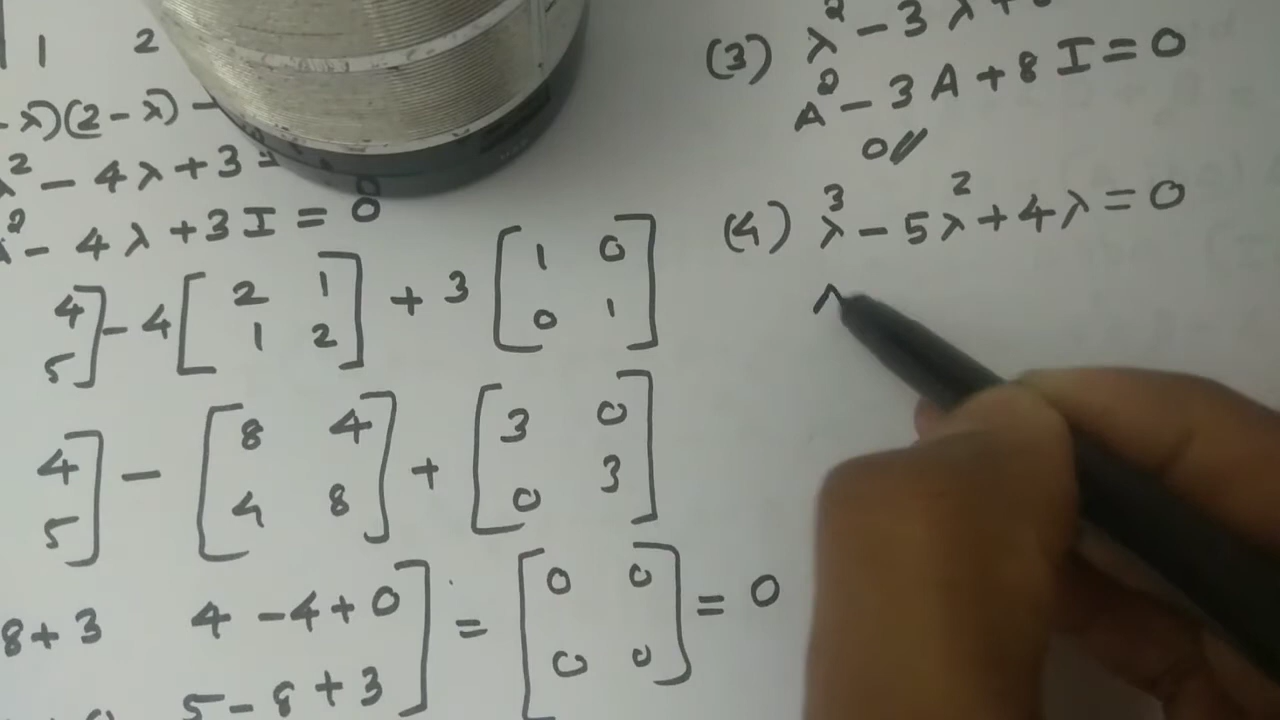 1 2
-λ)(2-λ)-
λ² - 4λ + 3 =
A² - 4λ + 3I = 0
4 5] - 4[2 1 1 2] + 3[1 0 0 1]
4 5] - [8 4 4 8] + [3 0 0 3]
8+3 4-4+0 5-8+3] = [0 0 0 0] = 0
(3) λ² - 3λ +
A² - 3A + 8I = 0
0//
(4) λ³ - 5λ² + 4λ = 0